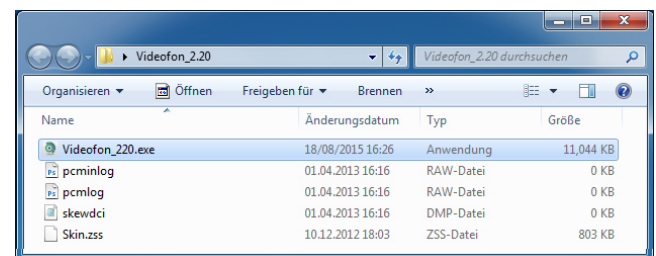 Videofon_2.20
Videofon_2.20 durchsuchen
Organisieren Öffnen Freigeben für Brennen »
Name Änderungsdatum Typ Größe
Videofon_220.exe 18/08/2015 16:26 Anwendung 11,044 KB
Ps pcminlog 01.04.2013 16:16 RAW-Datei 0 KB
Ps pcmlog 01.04.2013 16:16 RAW-Datei 0 KB
skewdci 01.04.2013 16:16 DMP-Datei 0 KB
Skin.zss 10.12.2012 18:03 ZSS-Datei 803 KB